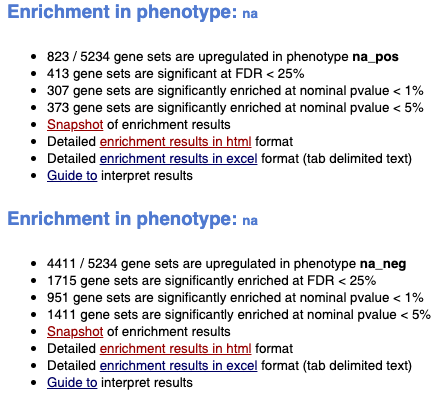 Enrichment in phenotype: na
• 823 / 5234 gene sets are upregulated in phenotype na_pos
• 413 gene sets are significant at FDR < 25%
• 307 gene sets are significantly enriched at nominal pvalue < 1%
• 373 gene sets are significantly enriched at nominal pvalue < 5%
• Snapshot of enrichment results
• Detailed enrichment results in html format
• Detailed enrichment results in excel format (tab delimited text)
• Guide to interpret results
Enrichment in phenotype: na
• 4411 / 5234 gene sets are upregulated in phenotype na_neg
• 1715 gene sets are significantly enriched at FDR < 25%
• 951 gene sets are significantly enriched at nominal pvalue < 1%
• 1411 gene sets are significantly enriched at nominal pvalue < 5%
• Snapshot of enrichment results
• Detailed enrichment results in html format
• Detailed enrichment results in excel format (tab delimited text)
• Guide to interpret results